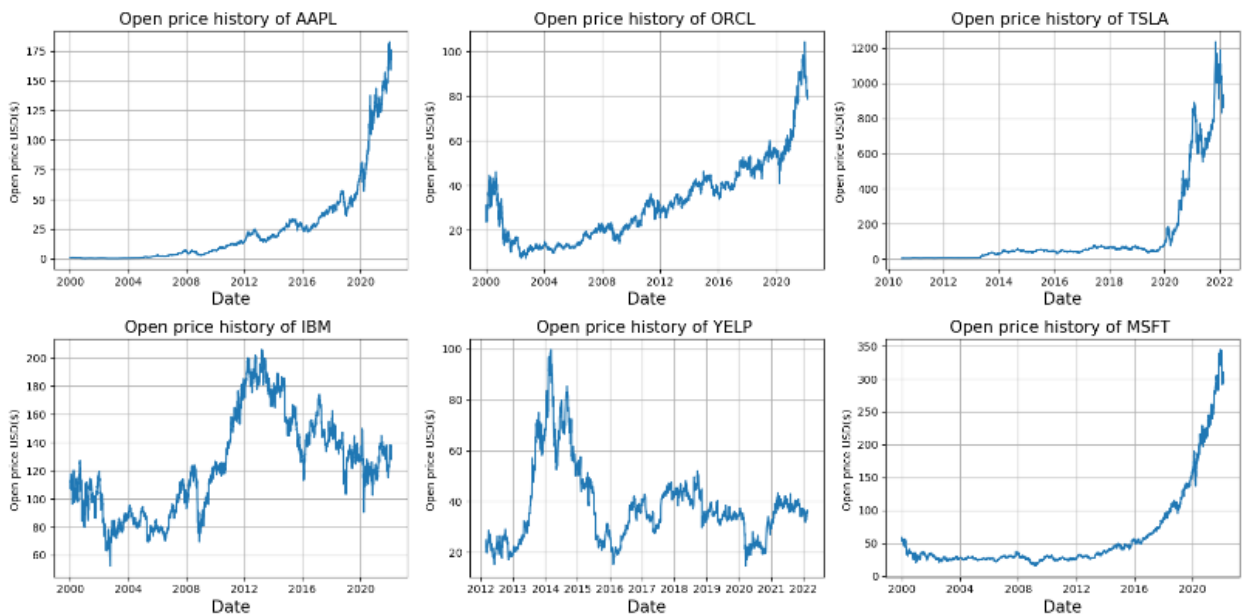 Open price history of AAPL
Open price USD($)
175
150
125
100
75
50
25
0
2000 2004 2008 2012 2016 2020
Date
Open price history of ORCL
Open price USD($)
100
80
60
40
20
2000 2004 2008 2012 2016 2020
Date
Open price history of TSLA
Open price USD($)
1200
1000
800
600
400
200
0
2010 2012 2014 2016 2018 2020 2022
Date
Open price history of IBM
Open price USD($)
200
180
160
140
120
100
80
60
2000 2004 2008 2012 2016 2020
Date
Open price history of YELP
Open price USD($)
100
80
60
40
20
2012 2013 2014 2015 2016 2017 2018 2019 2020 2021 2022
Date
Open price history of MSFT
Open price USD($)
350
300
250
200
150
100
50
0
2000 2004 2008 2012 2016 2020
Date